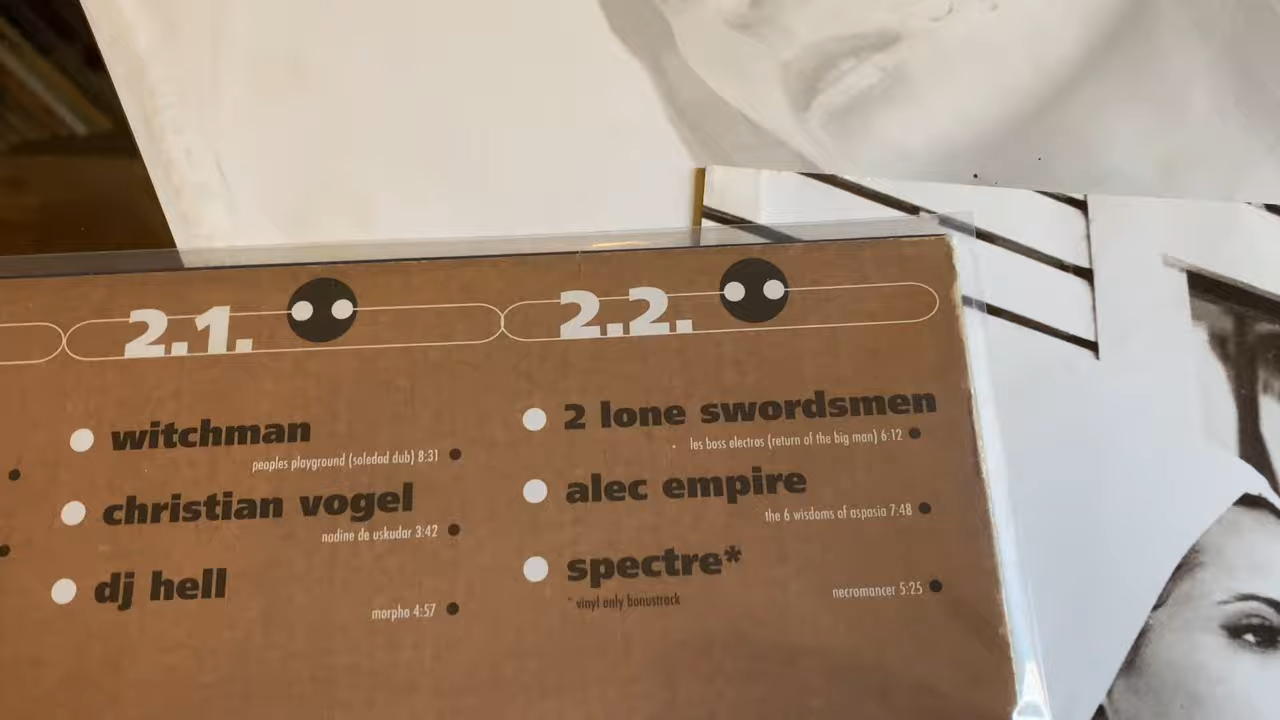 2.1.
witchman
peoples playground (soledad dub) 8:31
christian vogel
nadine de uskudar 3:42
dj hell
morpho 4:57
2.2.
2 lone swordsmen
les boss electros (return of the big man) 6:12
alec empire
the 6 wisdoms of aspasia 7:48
spectre*
* vinyl only bonustrack
necromancer 5:25